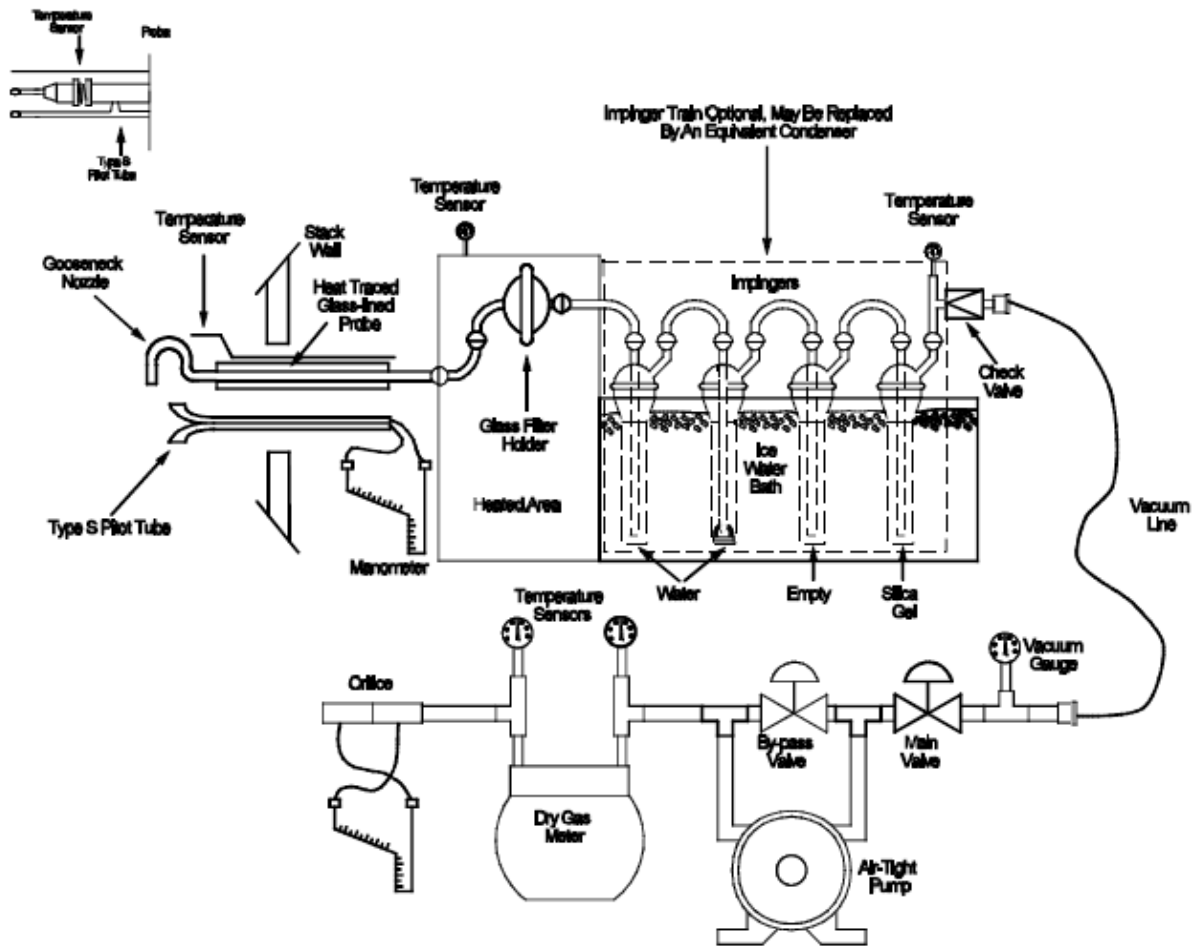 Temperature
Sensor
Probe
Type S
Pitot Tube
Impinger Train Optional, May Be Replaced
By An Equivalent Condenser
Temperature
Sensor
Temperature
Sensor
Temperature
Sensor
Stack
Wall
Gooseneck
Nozzle
Heat Traced
Glass-lined
Probe
Impingers
Check
Valve
Glass Filter
Holder
Ice
Water
Bath
Heated Area
Type S Pitot Tube
Manometer
Vacuum
Line
Water
Empty
Silica
Gel
Temperature
Sensors
Vacuum
Gauge
Orifice
By-pass
Valve
Main
Valve
Dry Gas
Meter
Air-Tight
Pump